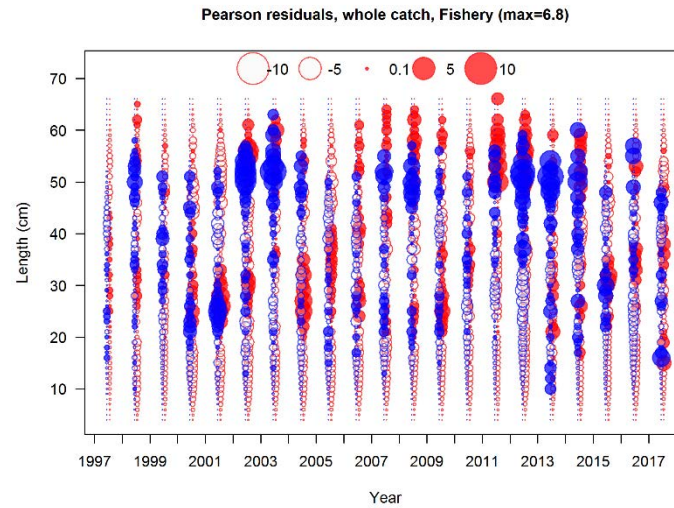 Pearson residuals, whole catch, Fishery (max=6.8)
-10 -5 0.1 5 10
70
60
50
40
30
20
10
Length (cm)
1997 1999 2001 2003 2005 2007 2009 2011 2013 2015 2017
Year